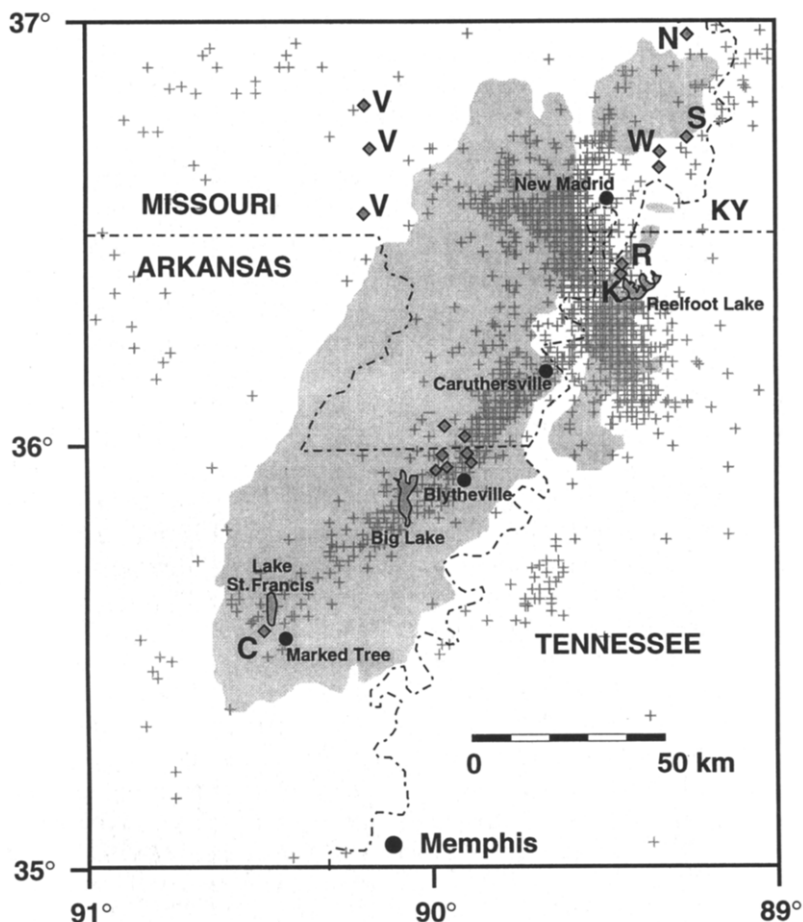 37°
N
V
S
V
W
New Madrid
V
MISSOURI
KY
ARKANSAS
R
K
Reelfoot Lake
Caruthersville
36°
Blytheville
Big Lake
Lake
St. Francis
C
Marked Tree
TENNESSEE
0 50 km
Memphis
35°
91° 90° 89°